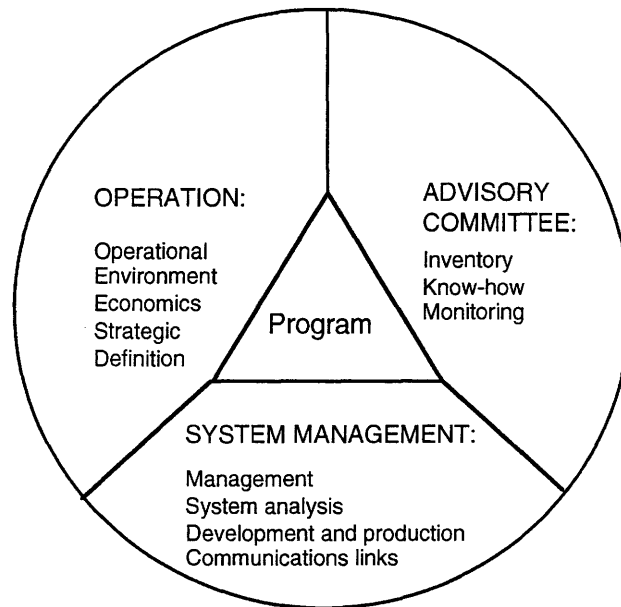 OPERATION:
Operational
Environment
Economics
Strategic
Definition
ADVISORY
COMMITTEE:
Inventory
Know-how
Monitoring
Program
SYSTEM MANAGEMENT:
Management
System analysis
Development and production
Communications links